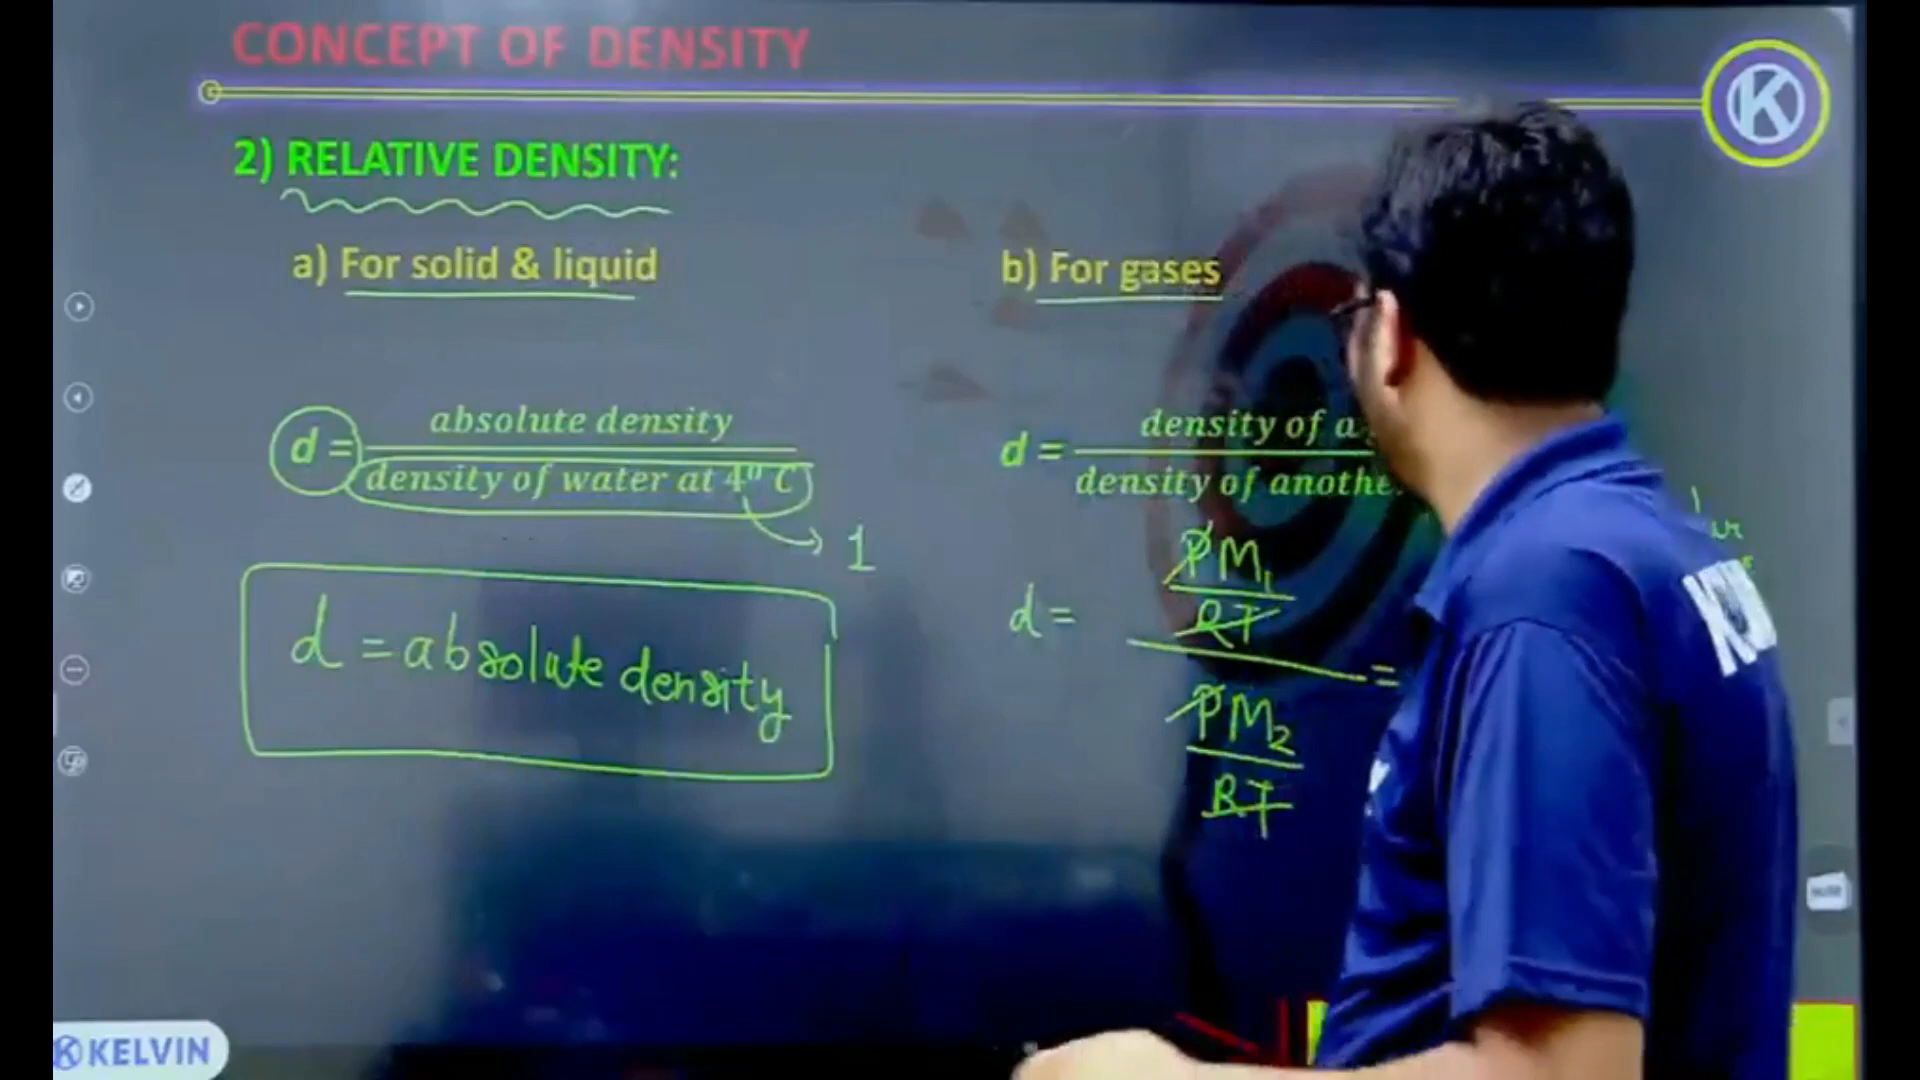 CONCEPT OF DENSITY
K
2) RELATIVE DENSITY:
a) For solid & liquid
b) For gases
d = absolute density
density of water at 4⁰ C
1
d = absolute density
d = density of a
density of anothe
d = PM₁
RT
=
PM₂
RT
KELVIN